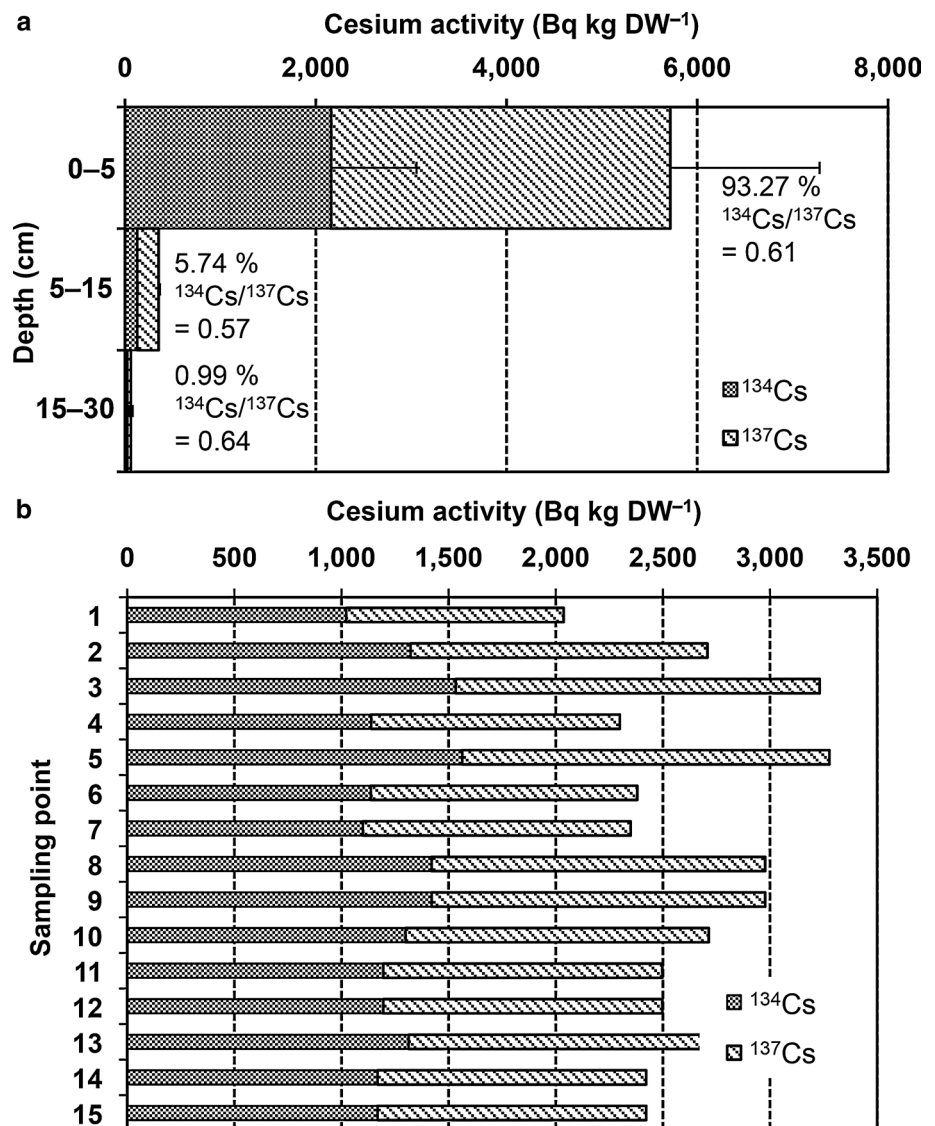 a
Cesium activity (Bq kg DW⁻¹)
0 2,000 4,000 6,000 8,000
Depth (cm)
0–5
93.27 %
¹³⁴Cs/¹³⁷Cs
= 0.61
5–15
5.74 %
¹³⁴Cs/¹³⁷Cs
= 0.57
15–30
0.99 %
¹³⁴Cs/¹³⁷Cs
= 0.64
¹³⁴Cs
¹³⁷Cs
b
Cesium activity (Bq kg DW⁻¹)
0 500 1,000 1,500 2,000 2,500 3,000 3,500
Sampling point
1
2
3
4
5
6
7
8
9
10
11
12
13
14
15
¹³⁴Cs
¹³⁷Cs